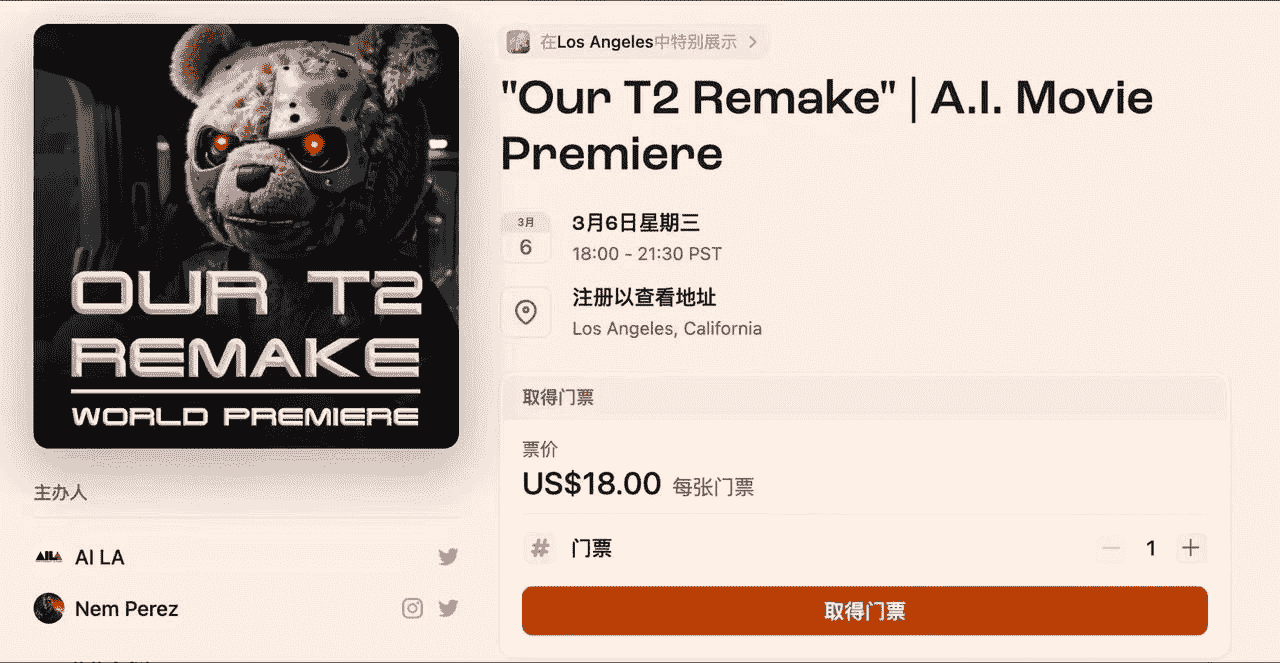 OUR T2
REMAKE
WORLD PREMIERE
主办人
AILA
AI LA
Nem Perez
在Los Angeles中特别展示
"Our T2 Remake" | A.I. Movie
Premiere
3月
6
3月6日星期三
18:00 - 21:30 PST
注册以查看地址
Los Angeles, California
取得门票
票价
US$18.00 每张门票
# 门票
1
取得门票